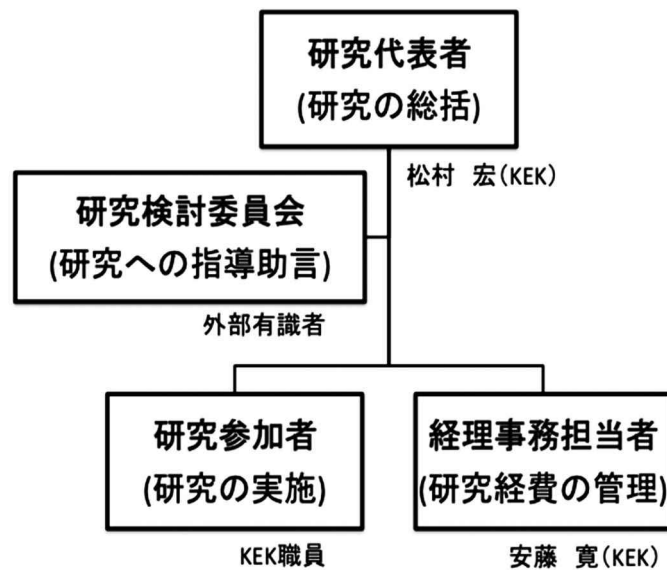 研究代表者
(研究の総括)
松村 宏(KEK)
研究検討委員会
(研究への指導助言)
外部有識者
研究参加者
(研究の実施)
KEK職員
経理事務担当者
(研究経費の管理)
安藤 寛(KEK)